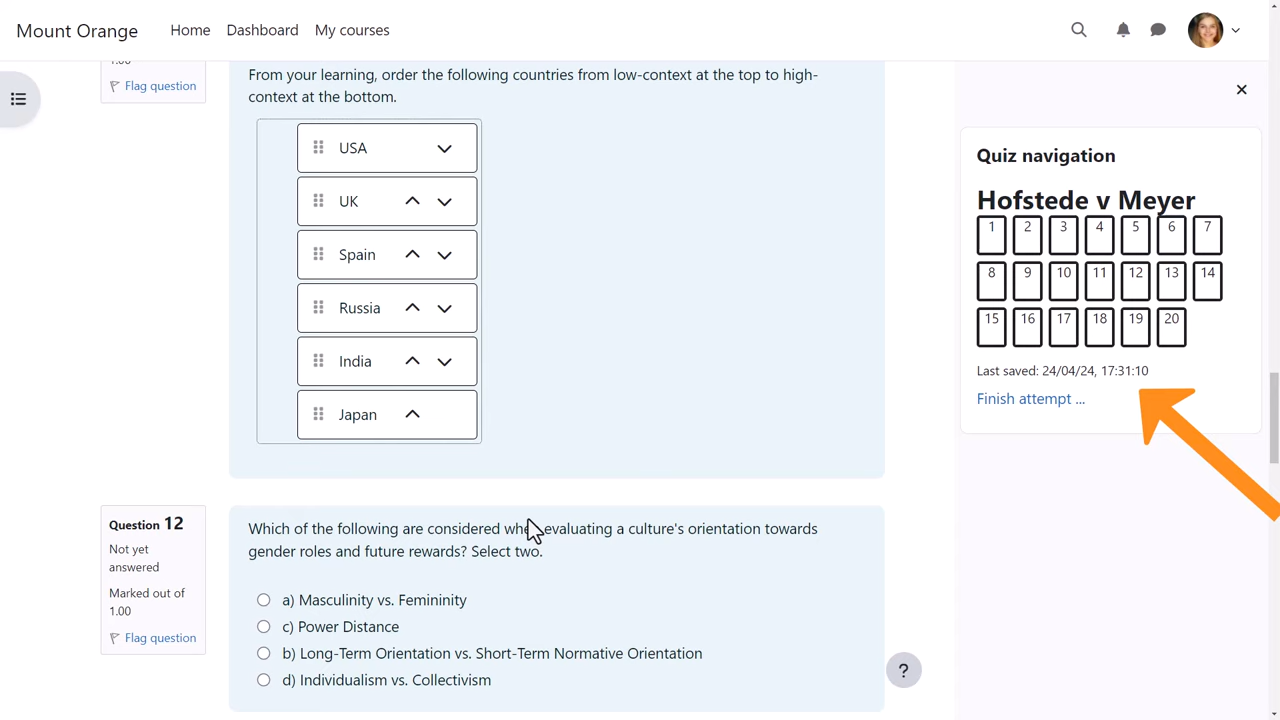 Mount Orange
Home
Dashboard
My courses
1.00
Flag question
From your learning, order the following countries from low-context at the top to high-
context at the bottom.
USA
UK
Spain
Russia
India
Japan
Question 12
Not yet
answered
Marked out of
1.00
Flag question
Which of the following are considered when evaluating a culture's orientation towards
gender roles and future rewards? Select two.
a) Masculinity vs. Femininity
c) Power Distance
b) Long-Term Orientation vs. Short-Term Normative Orientation
d) Individualism vs. Collectivism
?
Quiz navigation
Hofstede v Meyer
1 2 3 4 5 6 7
8 9 10 11 12 13 14
15 16 17 18 19 20
Last saved: 24/04/24, 17:31:10
Finish attempt ...